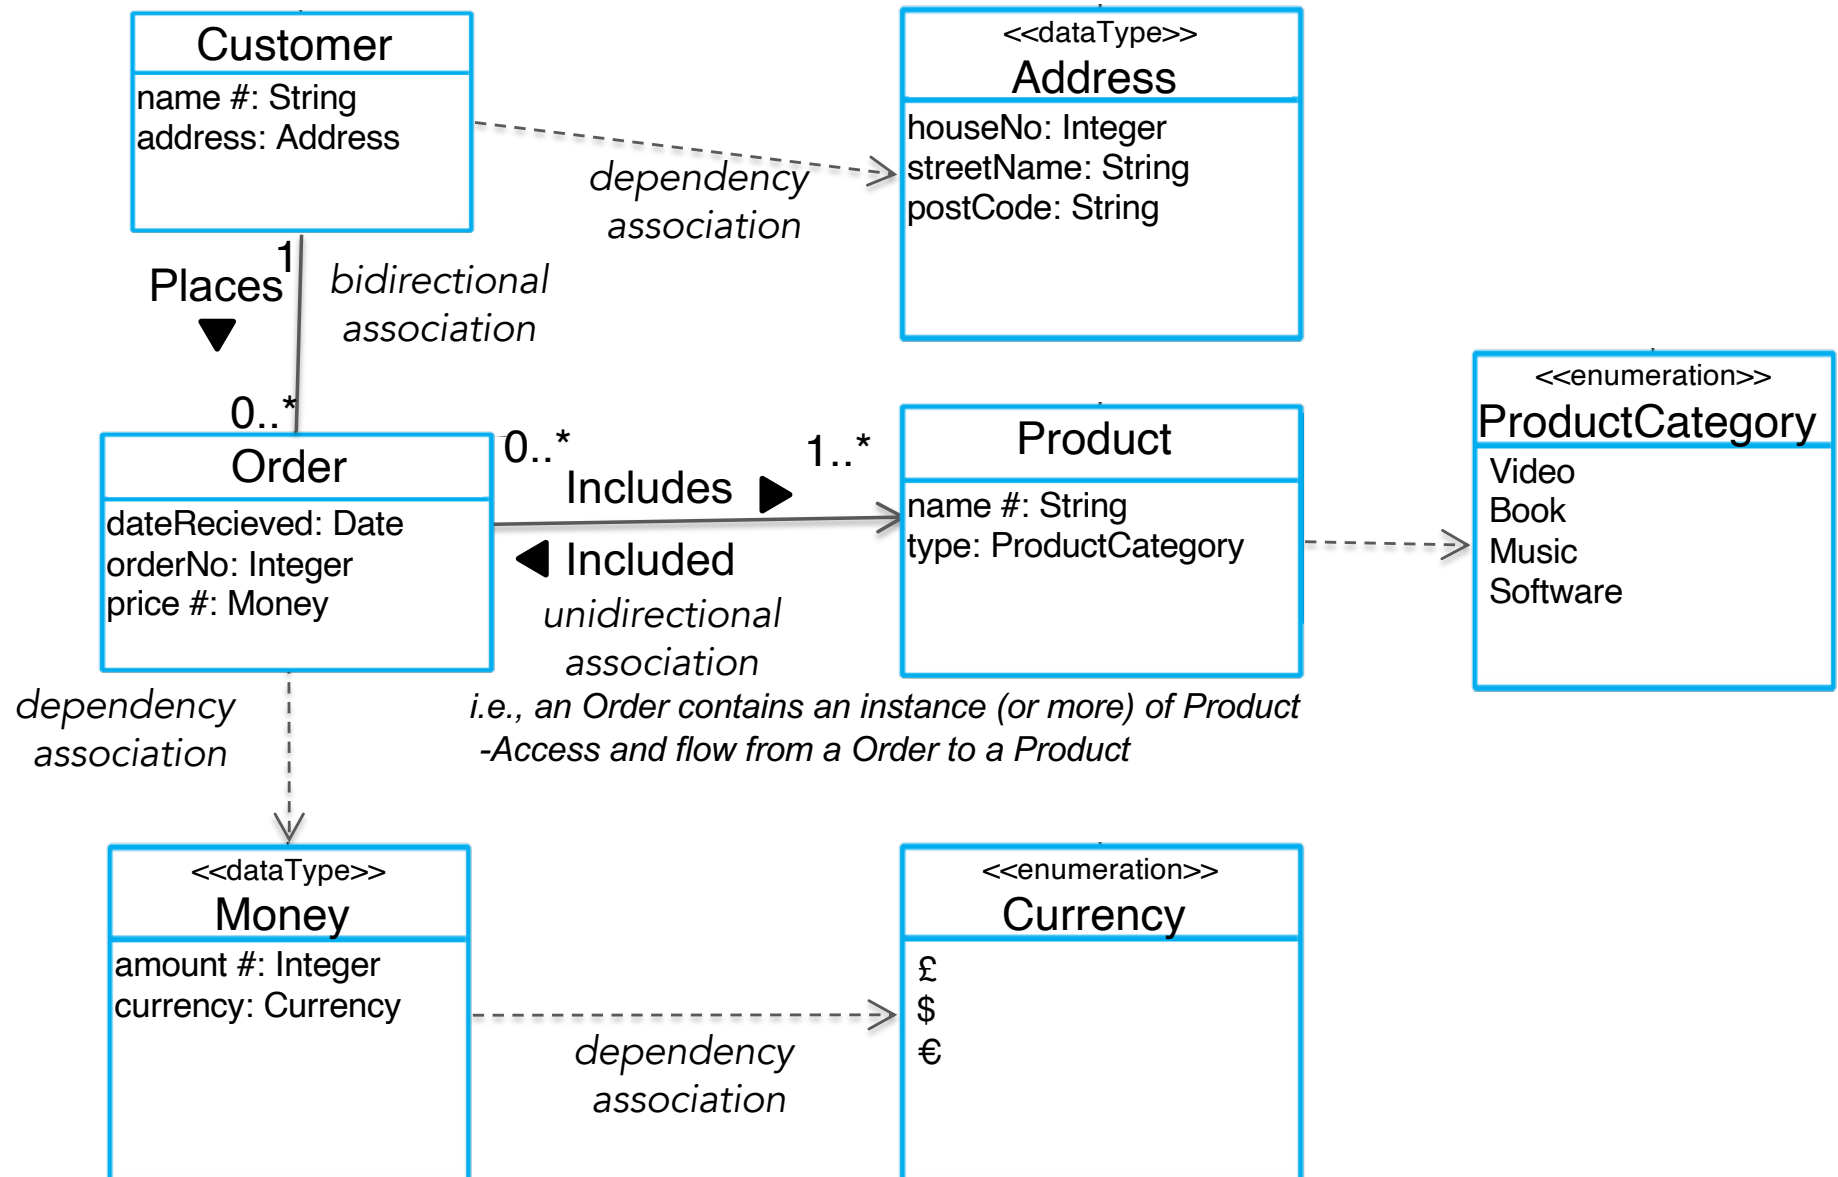 Customer
name #: String
address: Address
<<dataType>>
Address
houseNo: Integer
streetName: String
postCode: String
dependency
association
1
Places
bidirectional
association
0..*
Order
dateRecieved: Date
orderNo: Integer
price #: Money
0..*
1..*
Includes
Included
unidirectional
association
i.e., an Order contains an instance (or more) of Product
-Access and flow from a Order to a Product
Product
name #: String
type: ProductCategory
<<enumeration>>
ProductCategory
Video
Book
Music
Software
dependency
association
<<dataType>>
Money
amount #: Integer
currency: Currency
dependency
association
<<enumeration>>
Currency
£
$
€